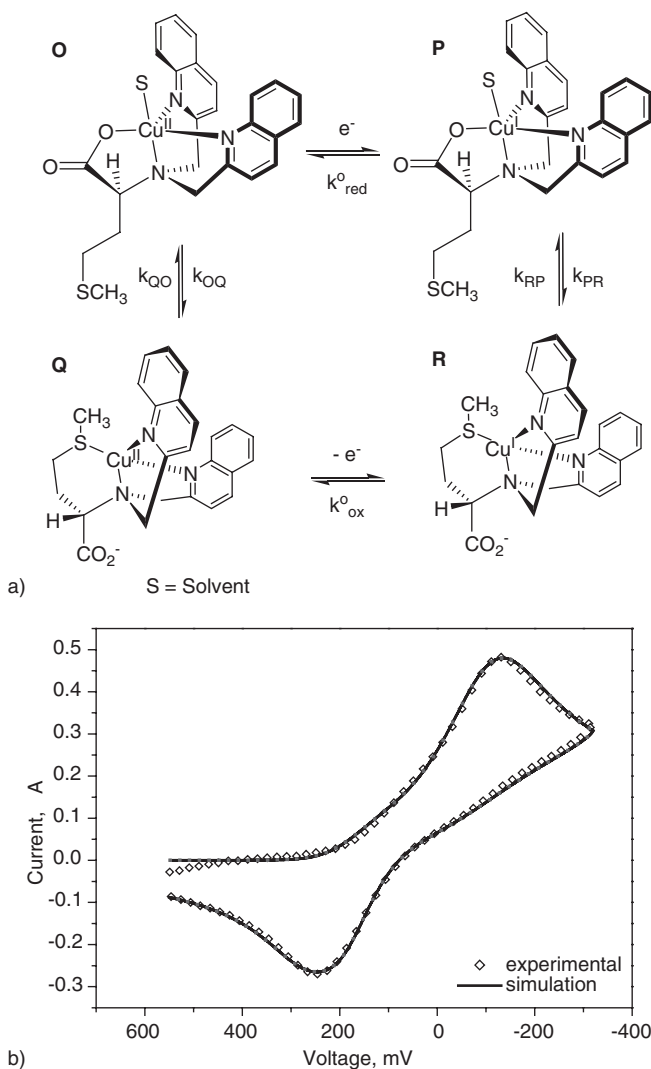 O
P
S
S
N
N
O
Cu^II
N
O
Cu^I
N
e-
O
H
N
O
H
N
k°red
SCH3
SCH3
kQO
kOQ
kRP
kPR
Q
R
CH3
CH3
S
N
S
N
Cu^II
N
- e-
Cu^I
N
N
N
H
k°ox
H
CO2-
CO2-
a)
S = Solvent
0.5
0.4
0.3
0.2
0.1
0.0
-0.1
-0.2
-0.3
Current, A
experimental
simulation
600
400
200
0
-200
-400
b)
Voltage, mV